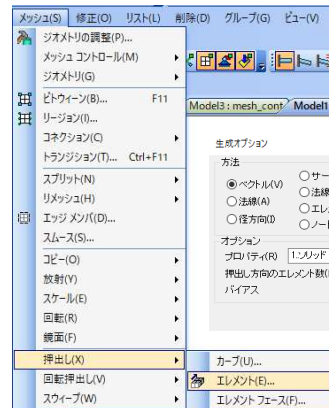 メッシュ(S) 修正(O) リスト(L) 削除(D) グループ(G) ビュー(V)
ジオメトリの調整(P)...
メッシュ コントロール(M)
ジオメトリ(G)
ビトウィーン(B)... F11
リージョン(I)...
コネクション(C)
トランジション(T)... Ctrl+F11
スプリット(N)
リメッシュ(H)
エッジ メンバ(D)...
スムース(S)...
コピー(O)
放射(Y)
スケール(E)
回転(R)
鏡面(F)
押出し(X)
回転押出し(V)
スウィープ(W)
カーブ(U)...
エレメント(E)...
エレメント フェース(F)...
Model3 : mesh_cont
Model1
生成オプション
方法
ベクトル(V)
法線(A)
径方向(I)
サー
法線
エレ
ノー
オプション
プロパティ(R) 1:ソリッド
押出し方向のエレメント数(
バイアス